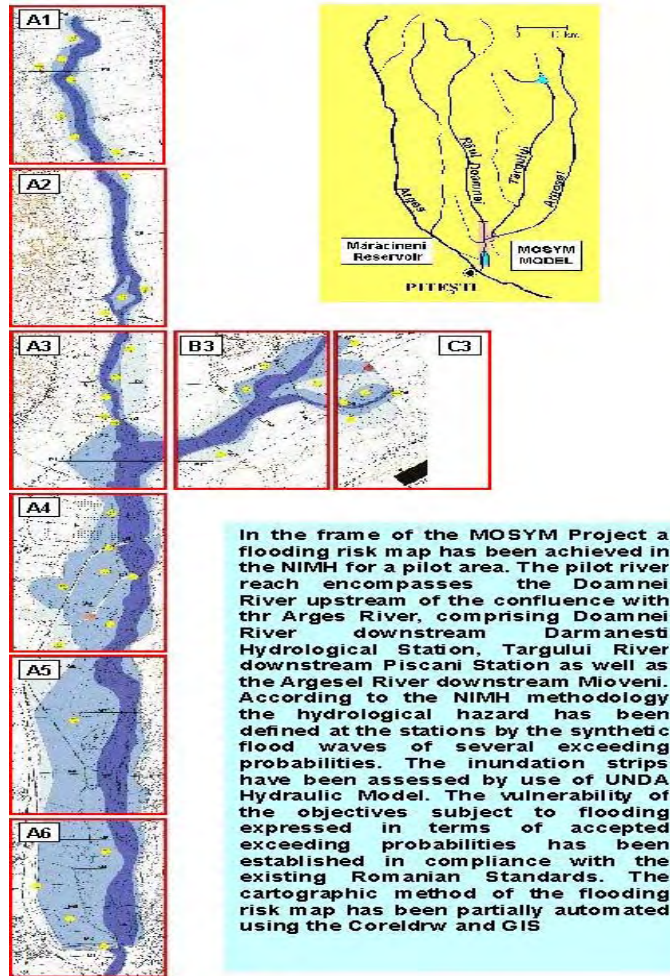 A1
A2
A3
B3
C3
A4
A5
A6
10 km
Argeş
Râul Doamnei
Târgului
Argeşel
Mărăcineni
Reservoir
MOSYM
MODEL
PITEŞTI
In the frame of the MOSYM Project a
flooding risk map has been achieved in
the NIMH for a pilot area. The pilot river
reach encompasses the Doamnei
River upstream of the confluence with
thr Arges River, comprising Doamnei
River downstream Darmanesti
Hydrological Station, Targului River
downstream Piscani Station as well as
the Argesel River downstream Mioveni.
According to the NIMH methodology
the hydrological hazard has been
defined at the stations by the synthetic
flood waves of several exceeding
probabilities. The inundation strips
have been assessed by use of UNDA
Hydraulic Model. The vulnerability of
the objectives subject to flooding
expressed in terms of accepted
exceeding probabilities has been
established in compliance with the
existing Romanian Standards. The
cartographic method of the flooding
risk map has been partially automated
using the Coreldrw and GIS